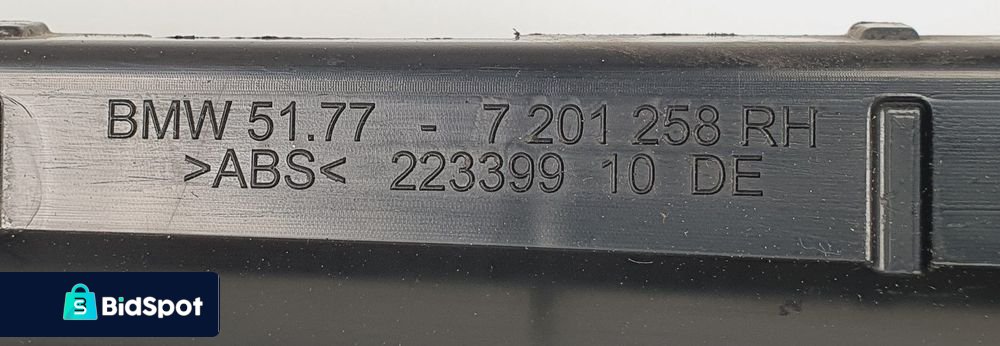 BMW 51.77 - 7 201 258 RH
>ABS< 223399 10 DE
BidSpot